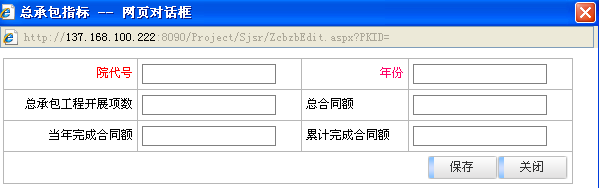 总承包指标 -- 网页对话框
http://137.168.100.222:8090/Project/Sjsr/ZcbzbEdit.aspx?PKID=
院代号 年份
总承包工程开展项数 总合同额
当年完成合同额 累计完成合同额
保存 关闭